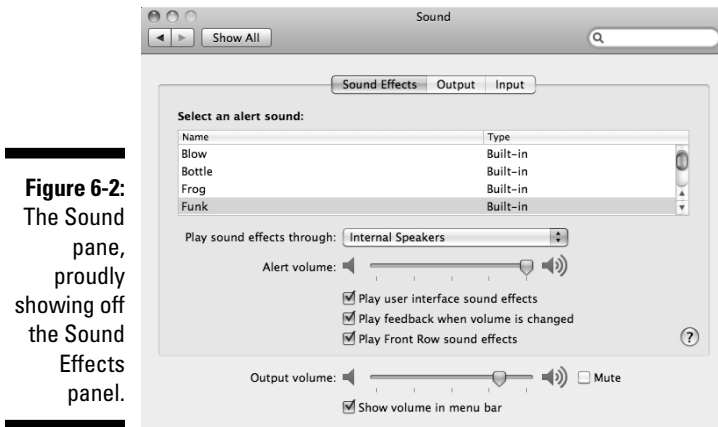 Sound
Show All
Sound Effects Output Input
Select an alert sound:
Name Type
Blow Built-in
Bottle Built-in
Frog Built-in
Funk Built-in
Play sound effects through: Internal Speakers
Alert volume:
Play user interface sound effects
Play feedback when volume is changed
Play Front Row sound effects
?
Output volume: Mute
Show volume in menu bar
Figure 6-2:
The Sound
pane,
proudly
showing off
the Sound
Effects
panel.